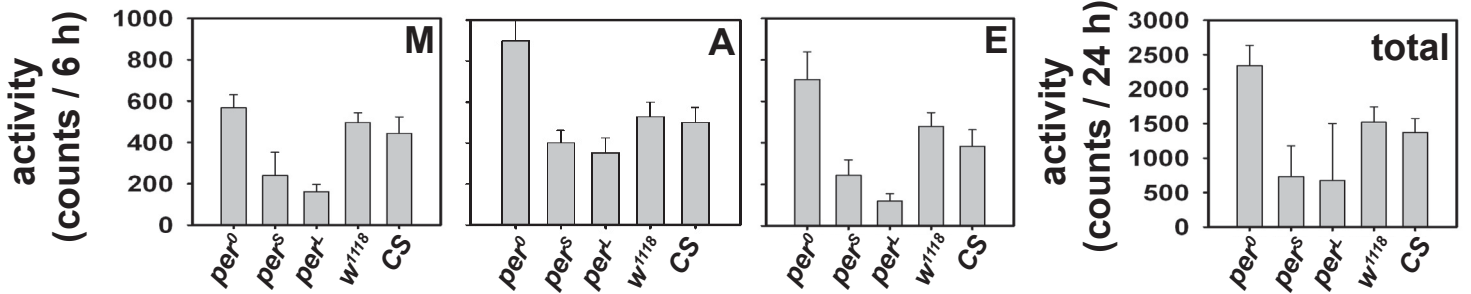 activity
(counts / 6 h)
1000
800
600
400
200
0
M
per⁰
perˢ
perᴸ
w¹¹¹⁸
CS
A
per⁰
perˢ
perᴸ
w¹¹¹⁸
CS
E
per⁰
perˢ
perᴸ
w¹¹¹⁸
CS
activity
(counts / 24 h)
3000
2500
2000
1500
1000
500
0
total
per⁰
perˢ
perᴸ
w¹¹¹⁸
CS